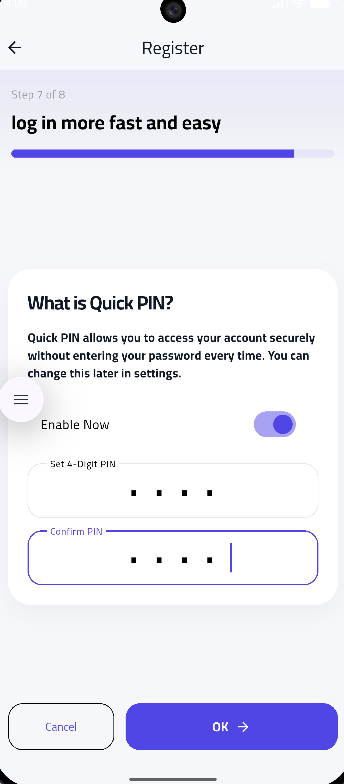 Register
Step 7 of 8
log in more fast and easy
What is Quick PIN?
Quick PIN allows you to access your account securely
without entering your password every time. You can
change this later in settings.
Enable Now
Set 4-Digit PIN
Confirm PIN
Cancel
OK